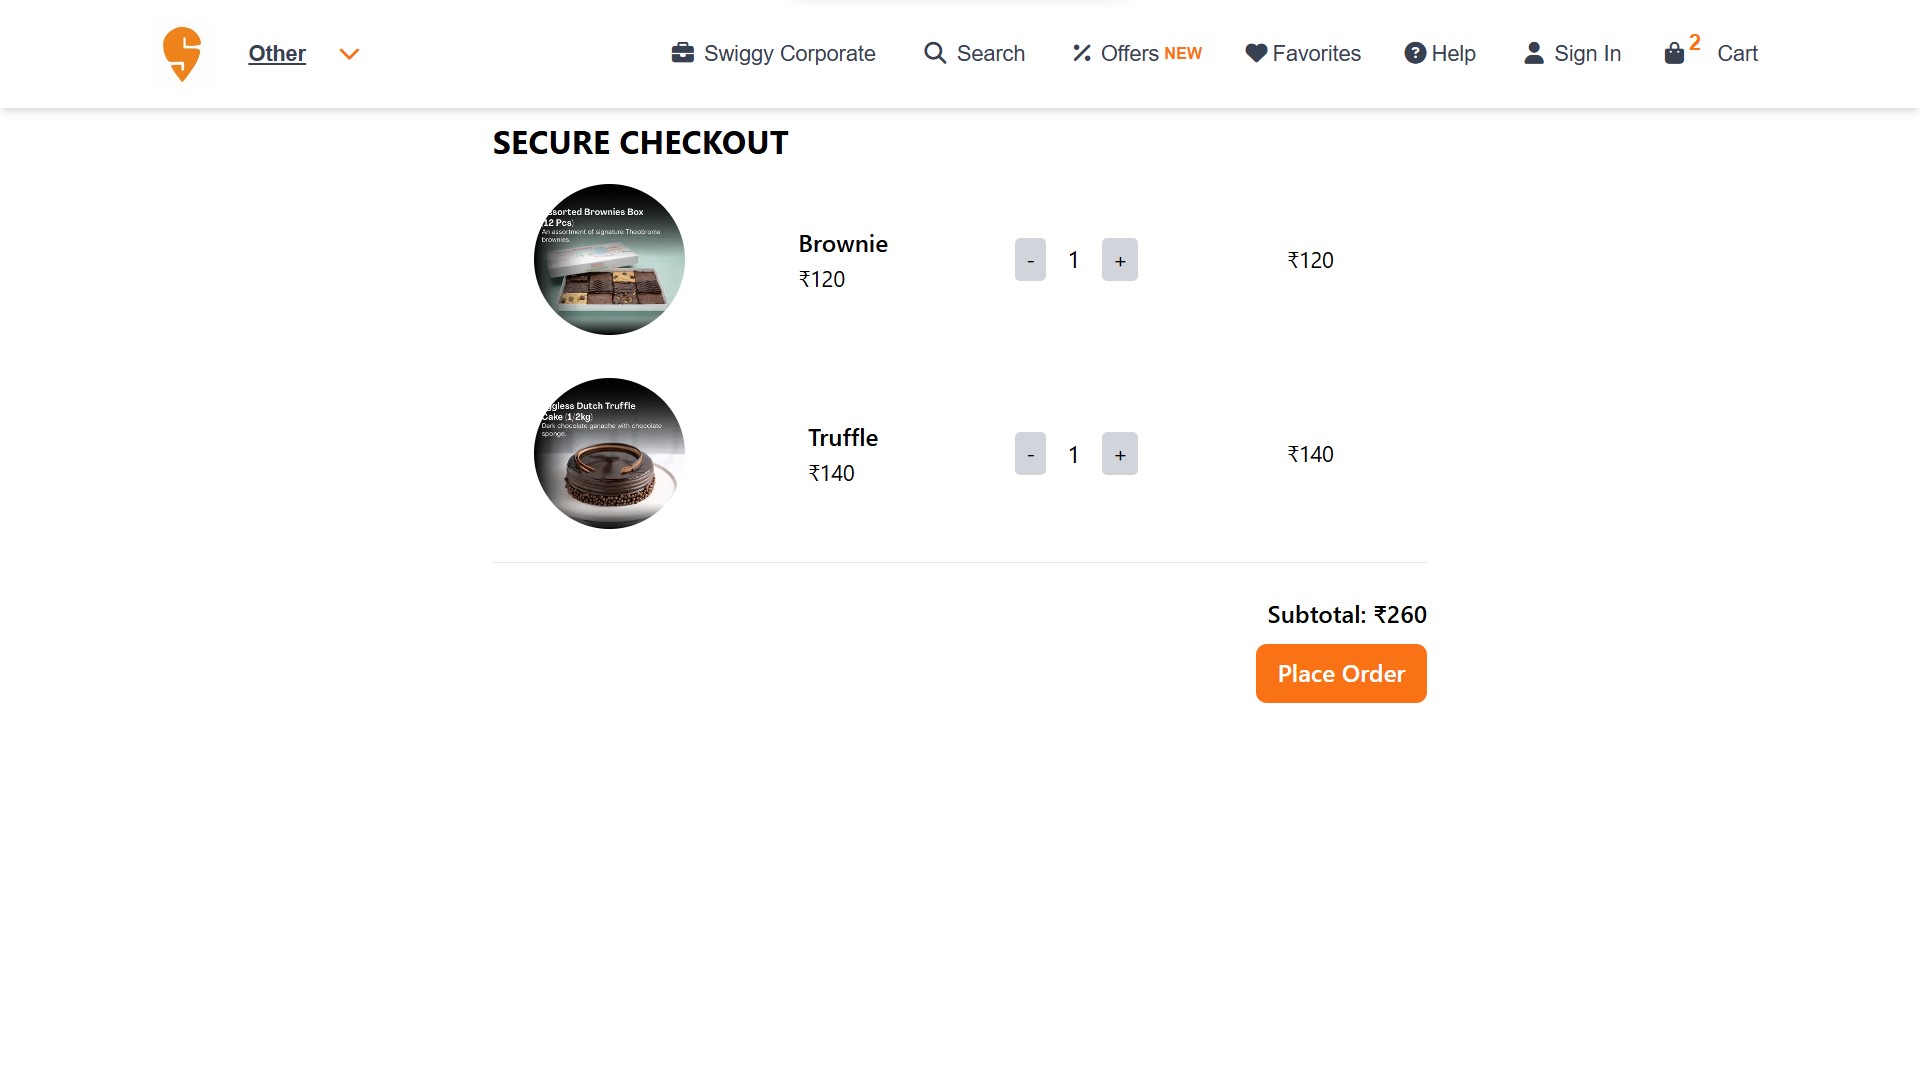 Other
Swiggy Corporate
Search
Offers NEW
Favorites
Help
Sign In
2
Cart
SECURE CHECKOUT
ssorted Brownies Box
(12 Pcs)
An assortment of signature Theobroma
brownies.
Brownie
₹120
-
1
+
₹120
ggless Dutch Truffle
Cake (1/2kg)
Dark chocolate ganache with chocolate
sponge.
Truffle
₹140
-
1
+
₹140
Subtotal: ₹260
Place Order